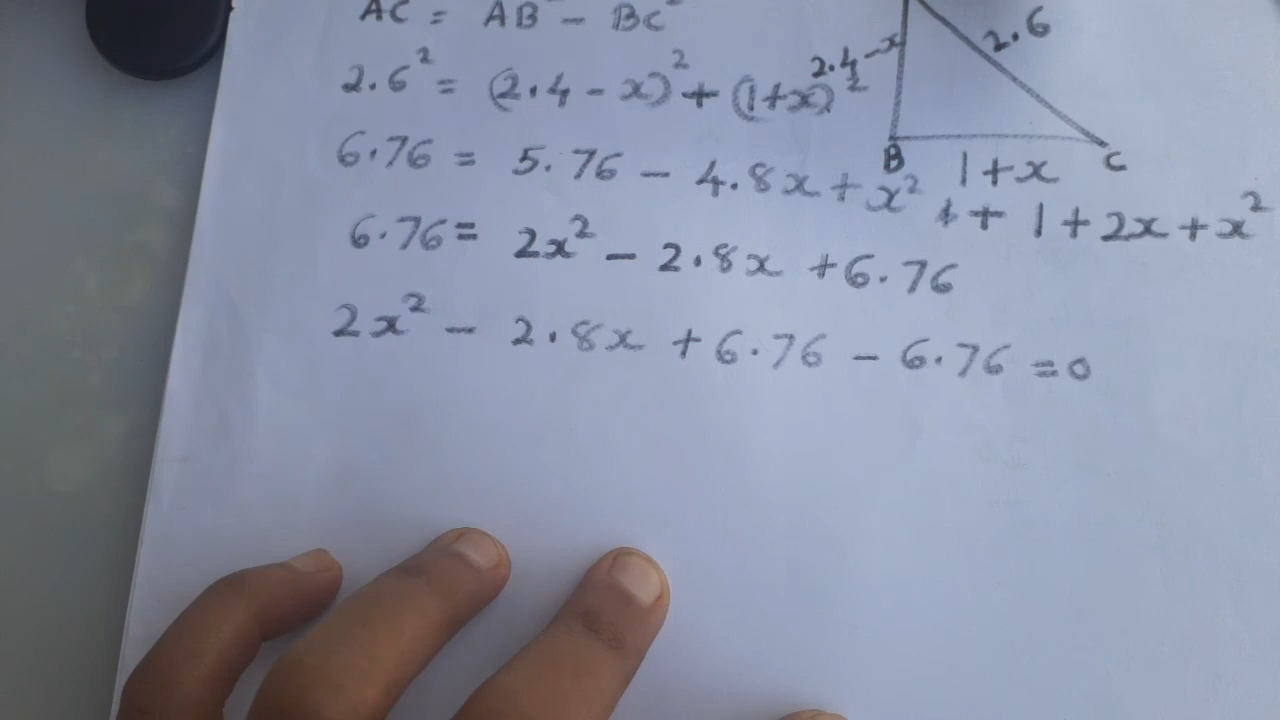 AC = AB² - BC²
2.6
2.6² = (2.4 - x)² + (1+x)²
2.4 - x
6.76 = 5.76 - 4.8x + x² + 1 + 2x + x²
B 1+x C
6.76 = 2x² - 2.8x + 6.76
2x² - 2.8x + 6.76 - 6.76 = 0